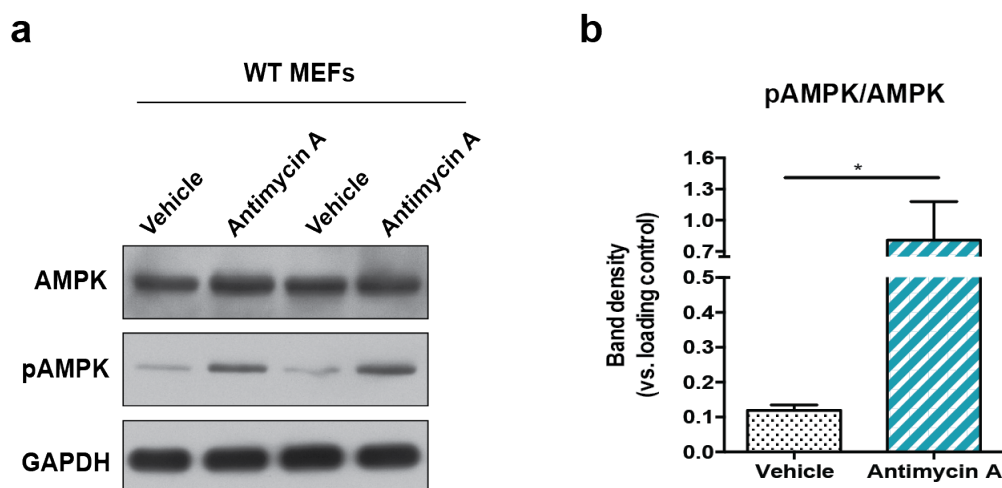 a
WT MEFs
Vehicle
Antimycin A
Vehicle
Antimycin A
AMPK
pAMPK
GAPDH
b
pAMPK/AMPK
*
Band density
(vs. loading control)
1.6
1.3
1.0
0.7
0.5
0.4
0.3
0.2
0.1
0.0
Vehicle
Antimycin A